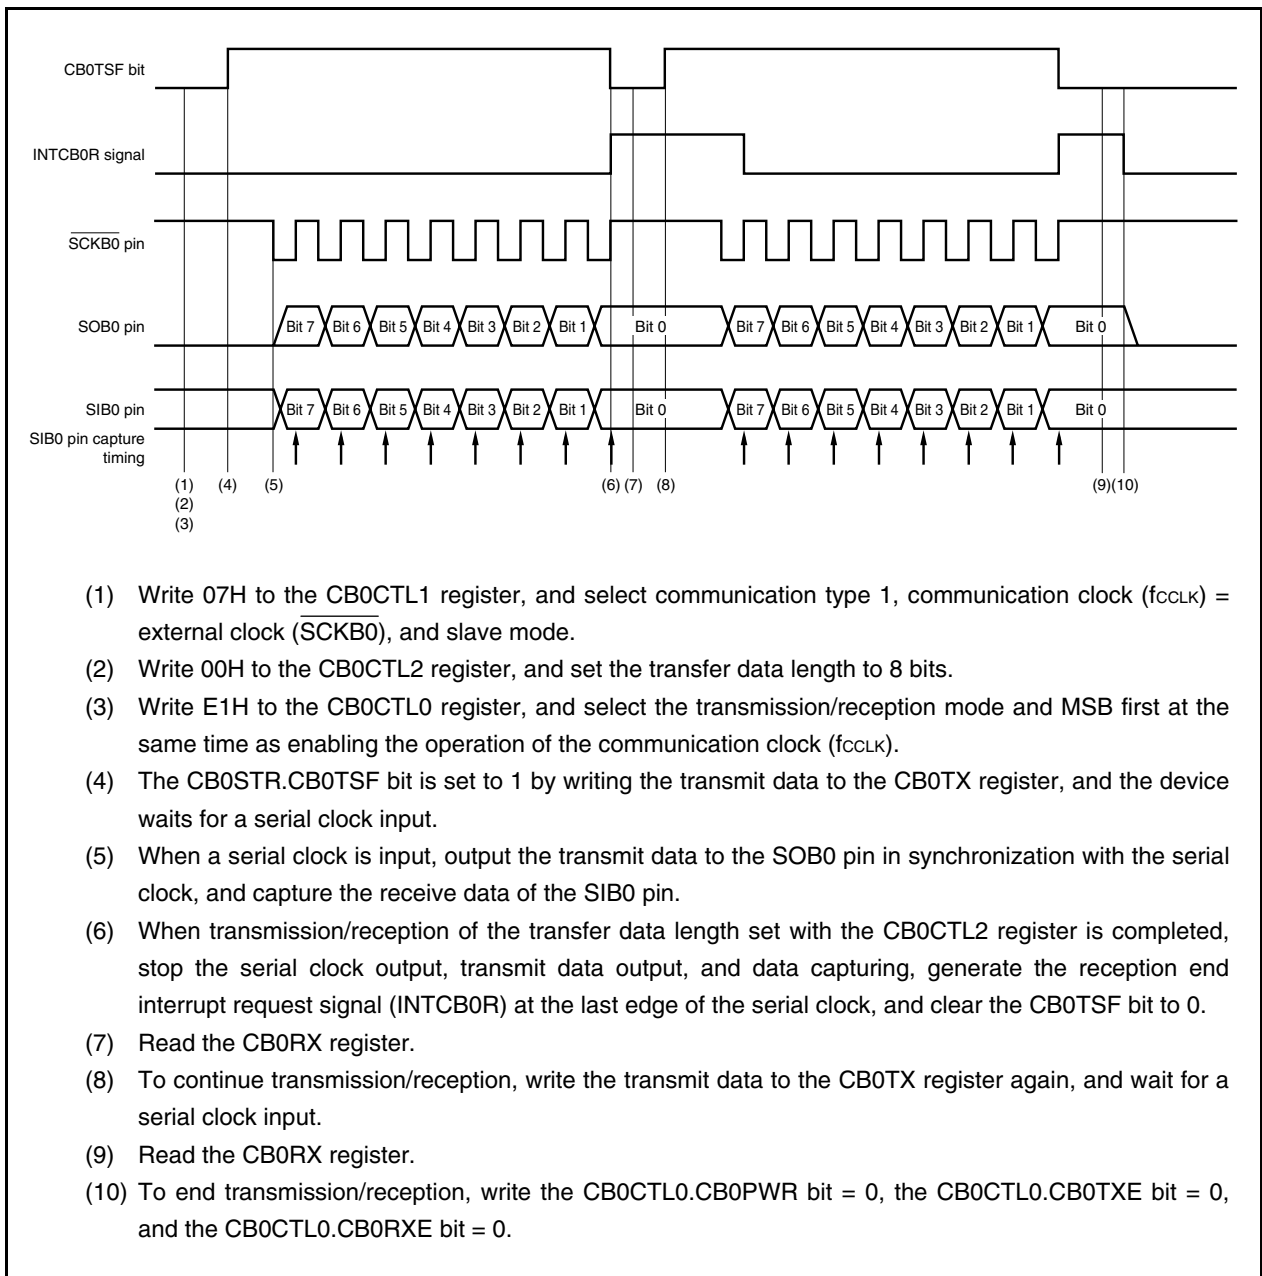 CB0TSF bit
INTCB0R signal
SCKB0 pin
SOB0 pin
Bit 7 Bit 6 Bit 5 Bit 4 Bit 3 Bit 2 Bit 1 Bit 0 Bit 7 Bit 6 Bit 5 Bit 4 Bit 3 Bit 2 Bit 1 Bit 0
SIB0 pin
Bit 7 Bit 6 Bit 5 Bit 4 Bit 3 Bit 2 Bit 1 Bit 0 Bit 7 Bit 6 Bit 5 Bit 4 Bit 3 Bit 2 Bit 1 Bit 0
SIB0 pin capture
timing
(1) (4) (5) (6) (7) (8) (9) (10)
(2)
(3)
(1) Write 07H to the CB0CTL1 register, and select communication type 1, communication clock (fCCLK) =
external clock (SCKB0), and slave mode.
(2) Write 00H to the CB0CTL2 register, and set the transfer data length to 8 bits.
(3) Write E1H to the CB0CTL0 register, and select the transmission/reception mode and MSB first at the
same time as enabling the operation of the communication clock (fCCLK).
(4) The CB0STR.CB0TSF bit is set to 1 by writing the transmit data to the CB0TX register, and the device
waits for a serial clock input.
(5) When a serial clock is input, output the transmit data to the SOB0 pin in synchronization with the serial
clock, and capture the receive data of the SIB0 pin.
(6) When transmission/reception of the transfer data length set with the CB0CTL2 register is completed,
stop the serial clock output, transmit data output, and data capturing, generate the reception end
interrupt request signal (INTCB0R) at the last edge of the serial clock, and clear the CB0TSF bit to 0.
(7) Read the CB0RX register.
(8) To continue transmission/reception, write the transmit data to the CB0TX register again, and wait for a
serial clock input.
(9) Read the CB0RX register.
(10) To end transmission/reception, write the CB0CTL0.CB0PWR bit = 0, the CB0CTL0.CB0TXE bit = 0,
and the CB0CTL0.CB0RXE bit = 0.